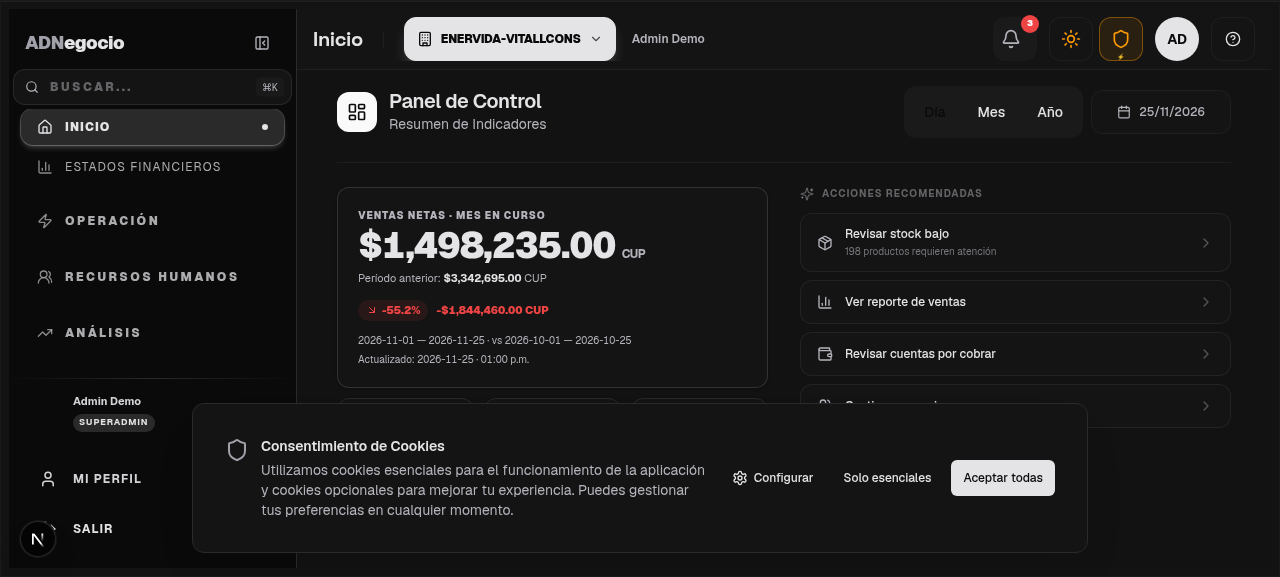 ADNegocio
BUSCAR...
⌘K
INICIO
ESTADOS FINANCIEROS
OPERACIÓN
RECURSOS HUMANOS
ANÁLISIS
Admin Demo
SUPERADMIN
MI PERFIL
SALIR
N
Inicio
ENERVIDA-VITALLCONS
Admin Demo
3
AD
Panel de Control
Resumen de Indicadores
Día
Mes
Año
25/11/2026
VENTAS NETAS · MES EN CURSO
$1,498,235.00 CUP
Período anterior: $3,342,695.00 CUP
-55.2% -$1,844,460.00 CUP
2026-11-01 — 2026-11-25 · vs 2026-10-01 — 2026-10-25
Actualizado: 2026-11-25 · 01:00 p.m.
ACCIONES RECOMENDADAS
Revisar stock bajo
198 productos requieren atención
Ver reporte de ventas
Revisar cuentas por cobrar
Consentimiento de Cookies
Utilizamos cookies esenciales para el funcionamiento de la aplicación
y cookies opcionales para mejorar tu experiencia. Puedes gestionar
tus preferencias en cualquier momento.
Configurar
Solo esenciales
Aceptar todas